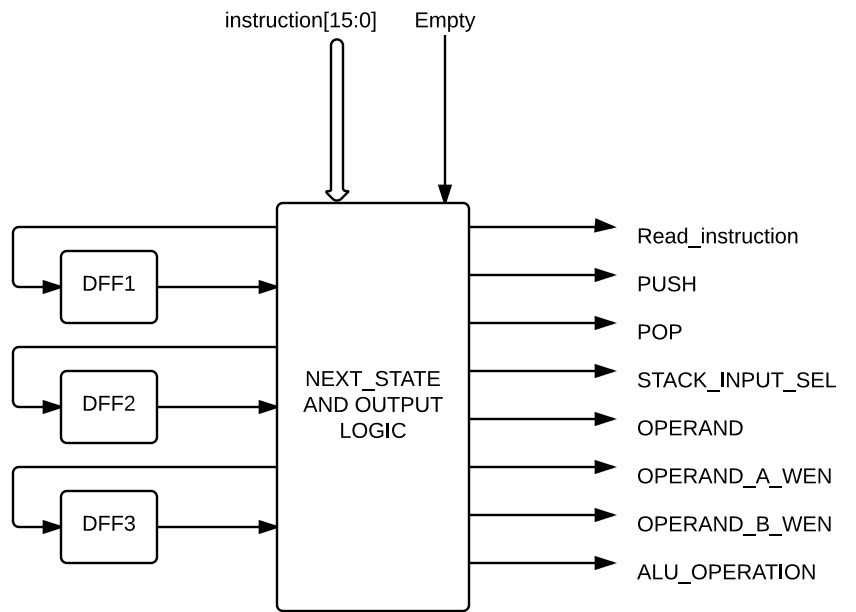 instruction[15:0]
Empty
Read_instruction
DFF1
PUSH
POP
NEXT_STATE
AND OUTPUT
LOGIC
STACK_INPUT_SEL
DFF2
OPERAND
OPERAND_A_WEN
DFF3
OPERAND_B_WEN
ALU_OPERATION